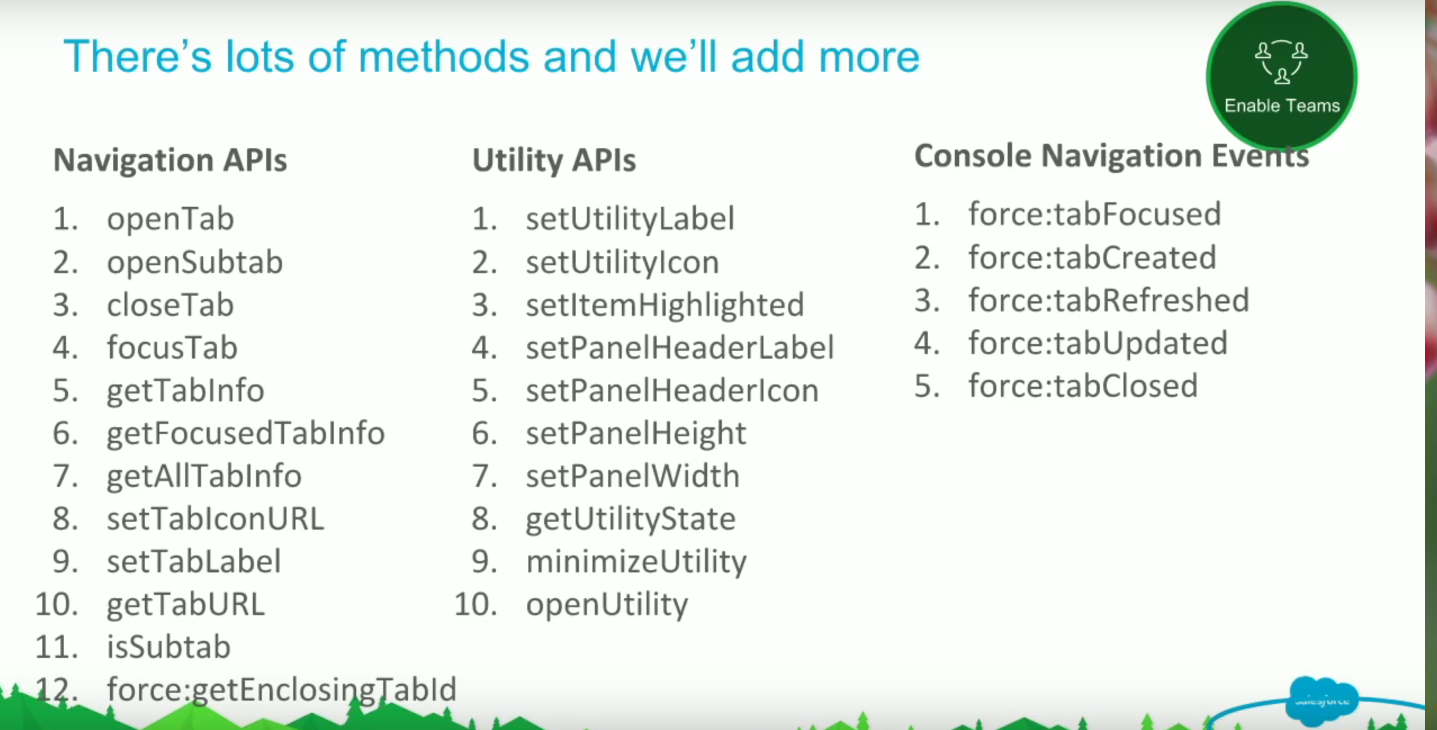 There's lots of methods and we'll add more
Enable Teams
Navigation APIs
1. openTab
2. openSubtab
3. closeTab
4. focusTab
5. getTabInfo
6. getFocusedTabInfo
7. getAllTabInfo
8. setTabIconURL
9. setTabLabel
10. getTabURL
11. isSubtab
12. force:getEnclosingTabId
Utility APIs
1. setUtilityLabel
2. setUtilityIcon
3. setItemHighlighted
4. setPanelHeaderLabel
5. setPanelHeaderIcon
6. setPanelHeight
7. setPanelWidth
8. getUtilityState
9. minimizeUtility
10. openUtility
Console Navigation Events
1. force:tabFocused
2. force:tabCreated
3. force:tabRefreshed
4. force:tabUpdated
5. force:tabClosed
salesforce